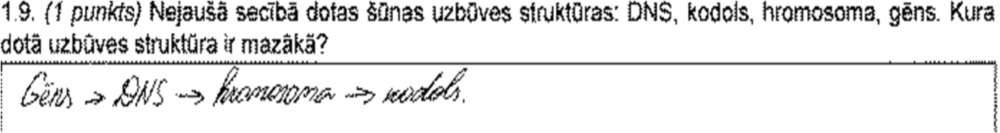 1.9. (1 punkts) Nejaušā secībā dotas šūnas uzbūves struktūras: DNS, kodols, hromosoma, gēns. Kura
dotā uzbūves struktūra ir mazākā?
Gēns → DNS → hromosoma → kodols.